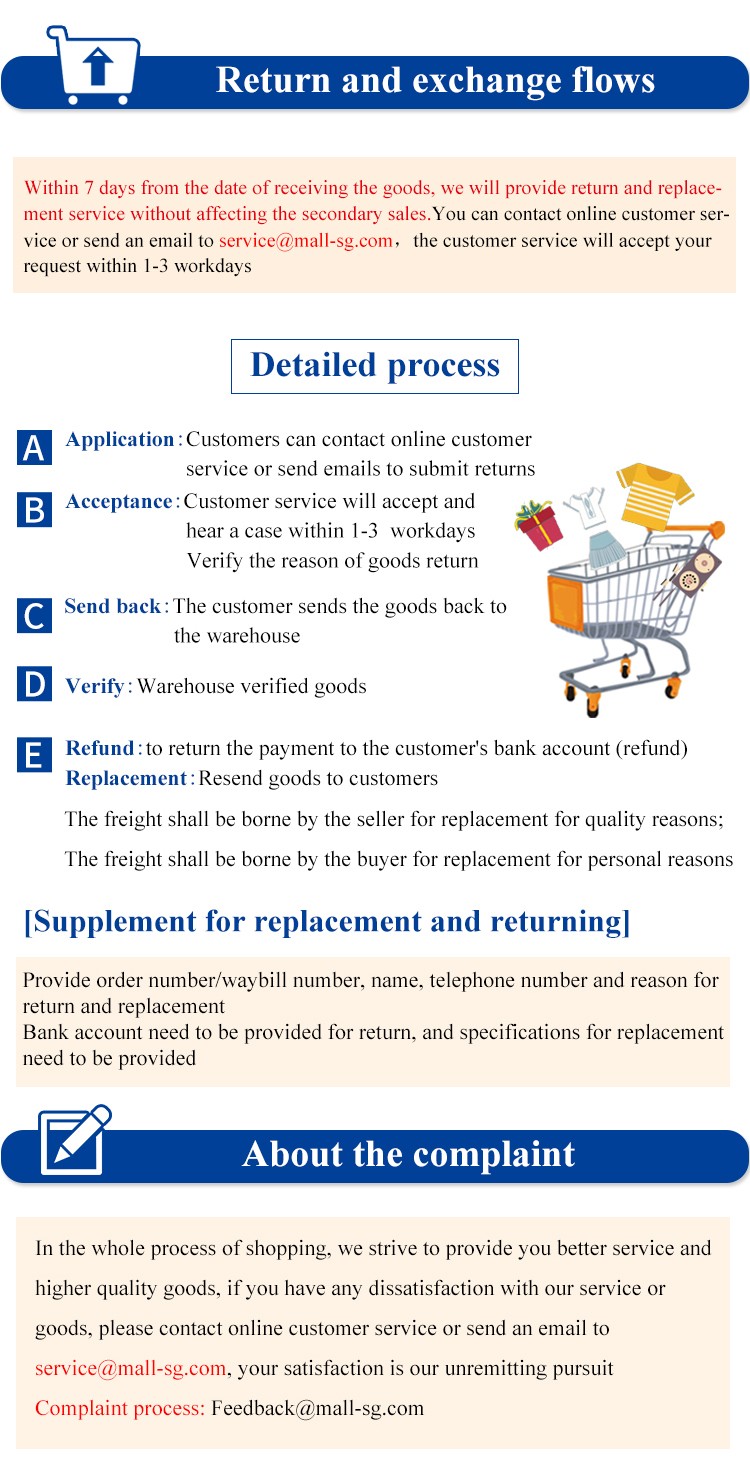 Return and exchange flows
Within 7 days from the date of receiving the goods, we will provide return and replace-
ment service without affecting the secondary sales.You can contact online customer ser-
vice or send an email to service@mall-sg.com，the customer service will accept your
request within 1-3 workdays
Detailed process
A
Application:Customers can contact online customer
service or send emails to submit returns
B
Acceptance:Customer service will accept and
hear a case within 1-3 workdays
Verify the reason of goods return
C
Send back:The customer sends the goods back to
the warehouse
D
Verify:Warehouse verified goods
E
Refund:to return the payment to the customer's bank account (refund)
Replacement:Resend goods to customers
The freight shall be borne by the seller for replacement for quality reasons;
The freight shall be borne by the buyer for replacement for personal reasons
[Supplement for replacement and returning]
Provide order number/waybill number, name, telephone number and reason for
return and replacement
Bank account need to be provided for return, and specifications for replacement
need to be provided
About the complaint
In the whole process of shopping, we strive to provide you better service and
higher quality goods, if you have any dissatisfaction with our service or
goods, please contact online customer service or send an email to
service@mall-sg.com, your satisfaction is our unremitting pursuit
Complaint process: Feedback@mall-sg.com